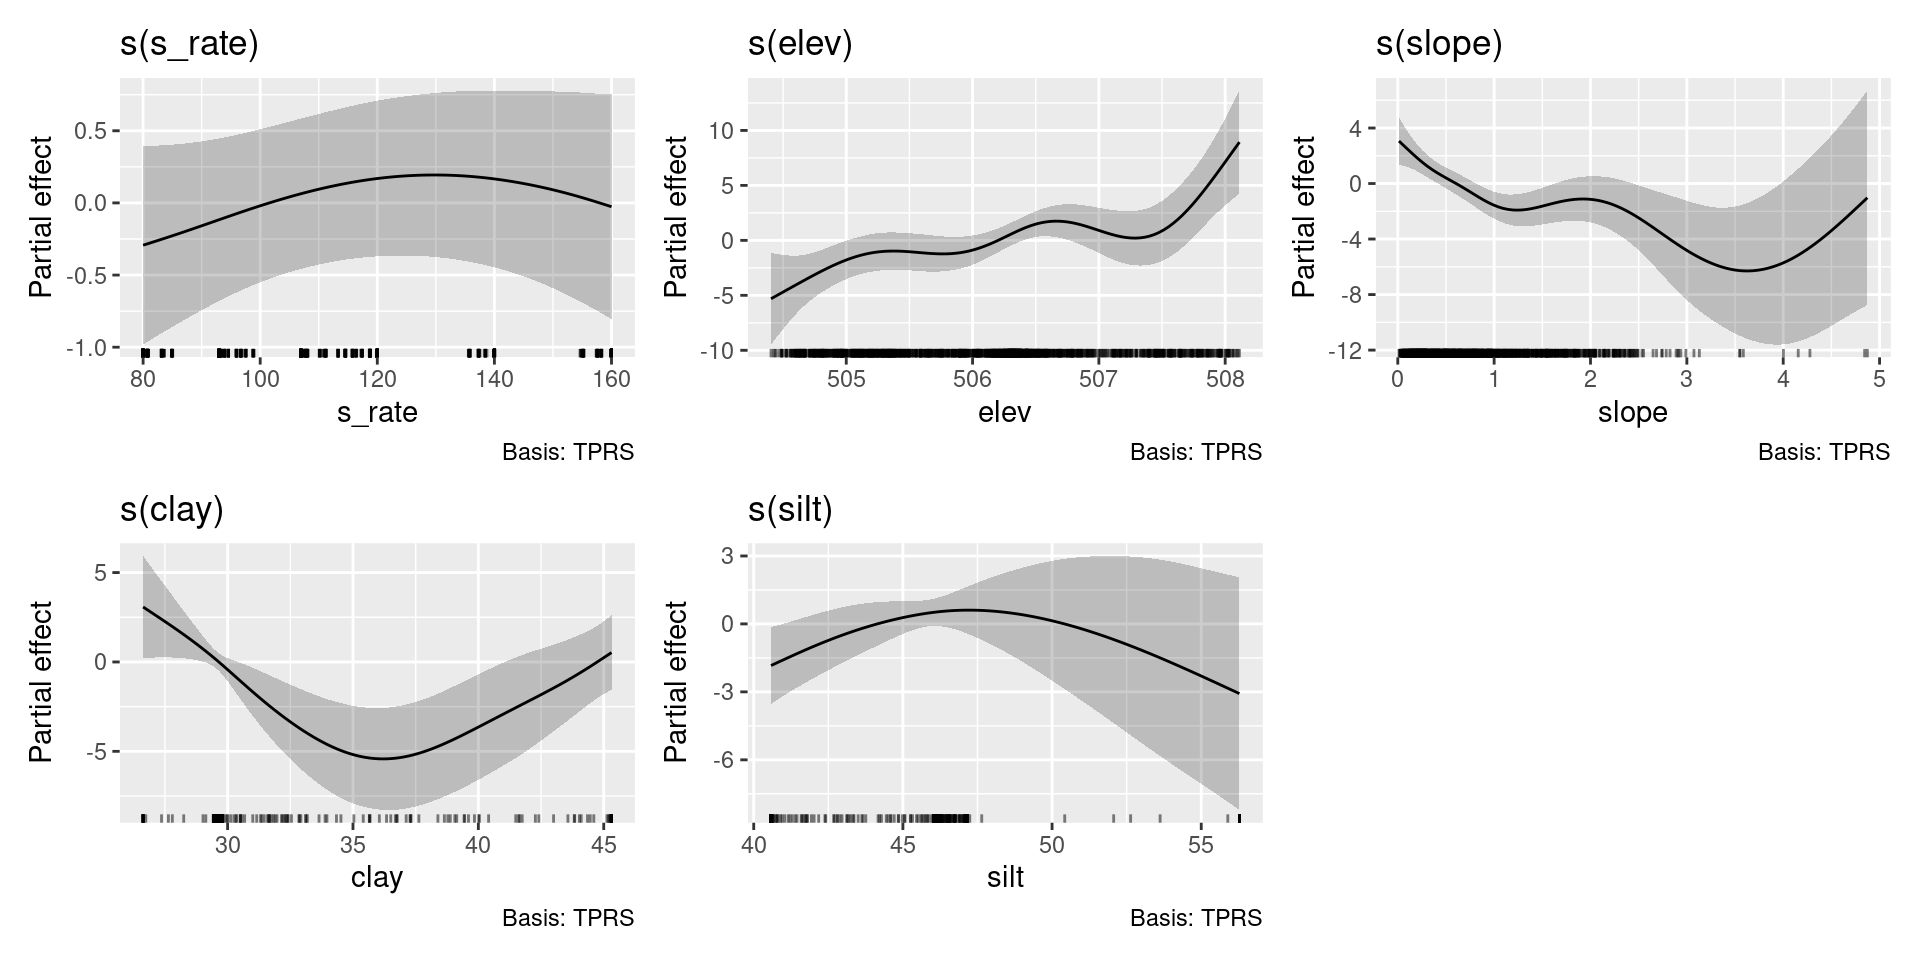 s(s_rate)
Partial effect
0.5
0.0
-0.5
-1.0
80 100 120 140 160
s_rate
Basis: TPRS
s(elev)
Partial effect
10
5
0
-5
-10
505 506 507 508
elev
Basis: TPRS
s(slope)
Partial effect
4
0
-4
-8
-12
0 1 2 3 4 5
slope
Basis: TPRS
s(clay)
Partial effect
5
0
-5
30 35 40 45
clay
Basis: TPRS
s(silt)
Partial effect
3
0
-3
-6
40 45 50 55
silt
Basis: TPRS